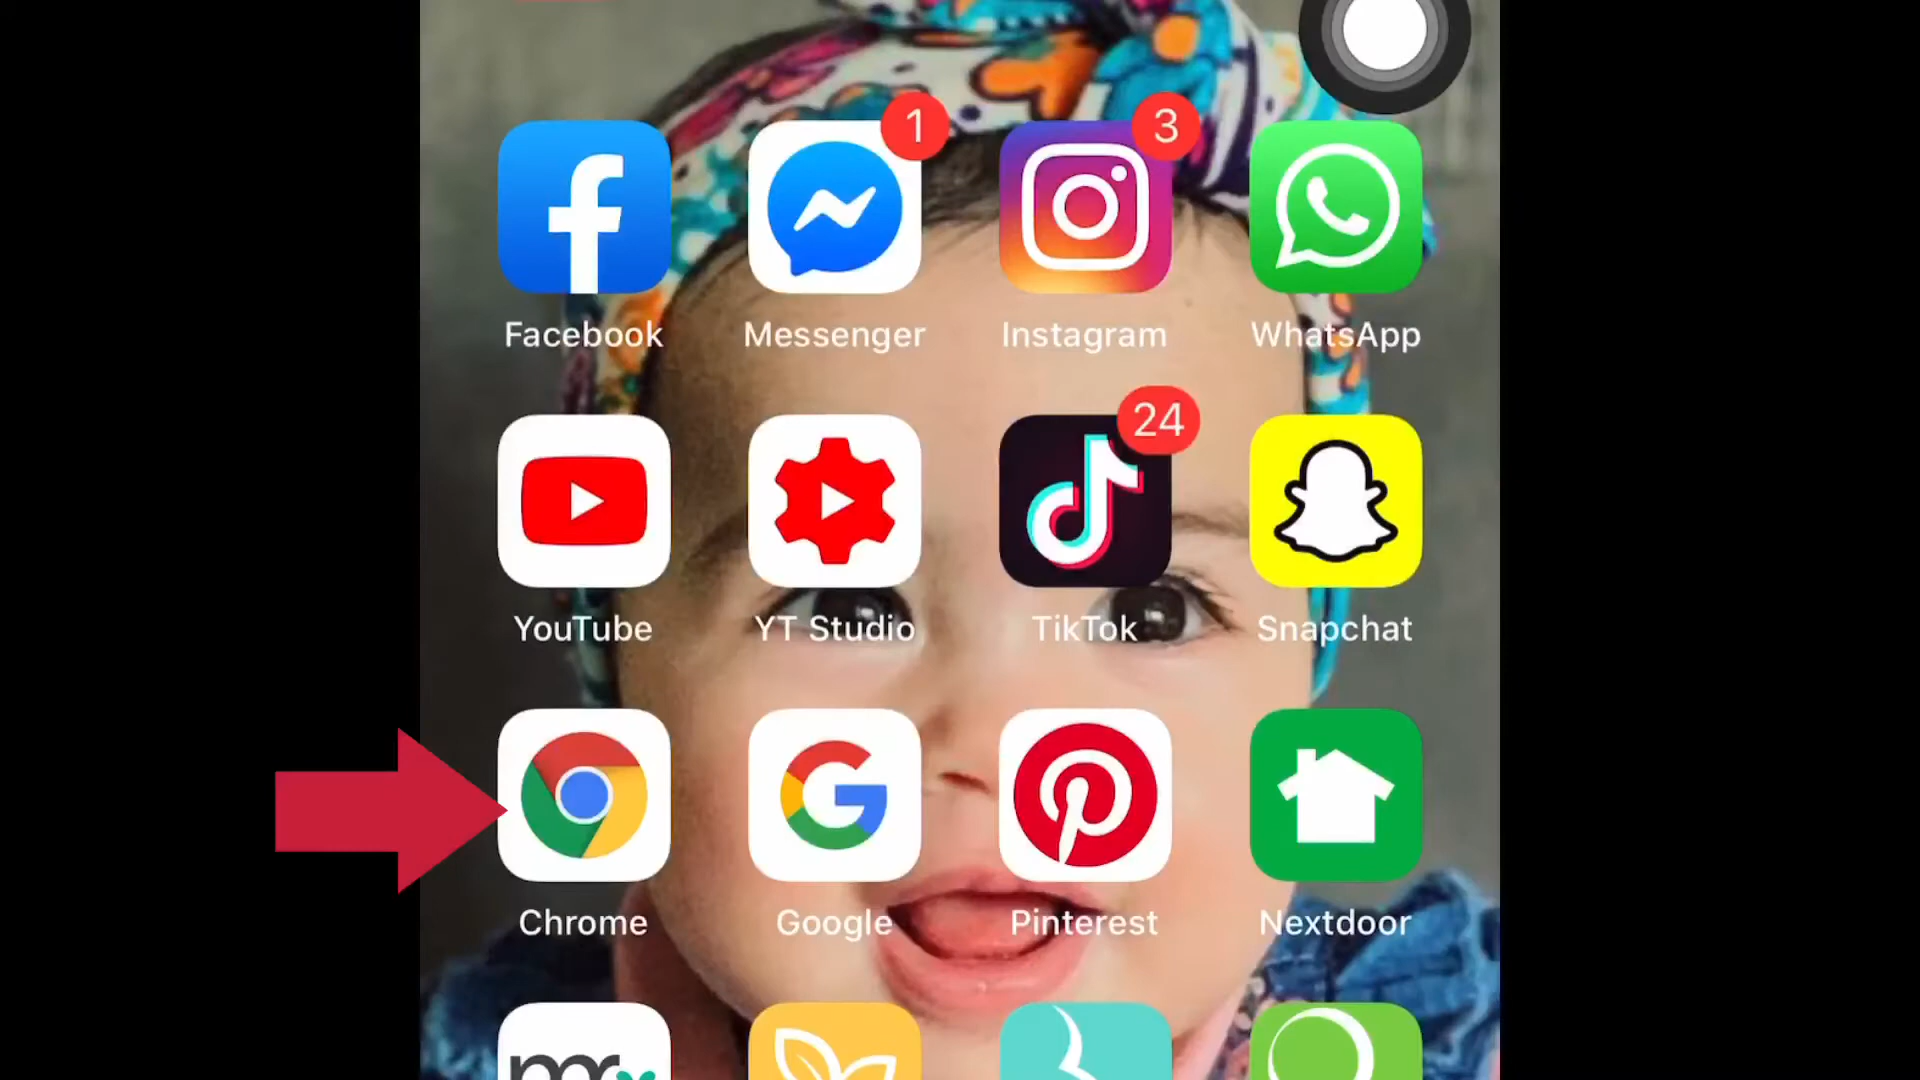 1
3
Facebook Messenger Instagram WhatsApp
24
YouTube YT Studio TikTok Snapchat
Chrome Google Pinterest Nextdoor